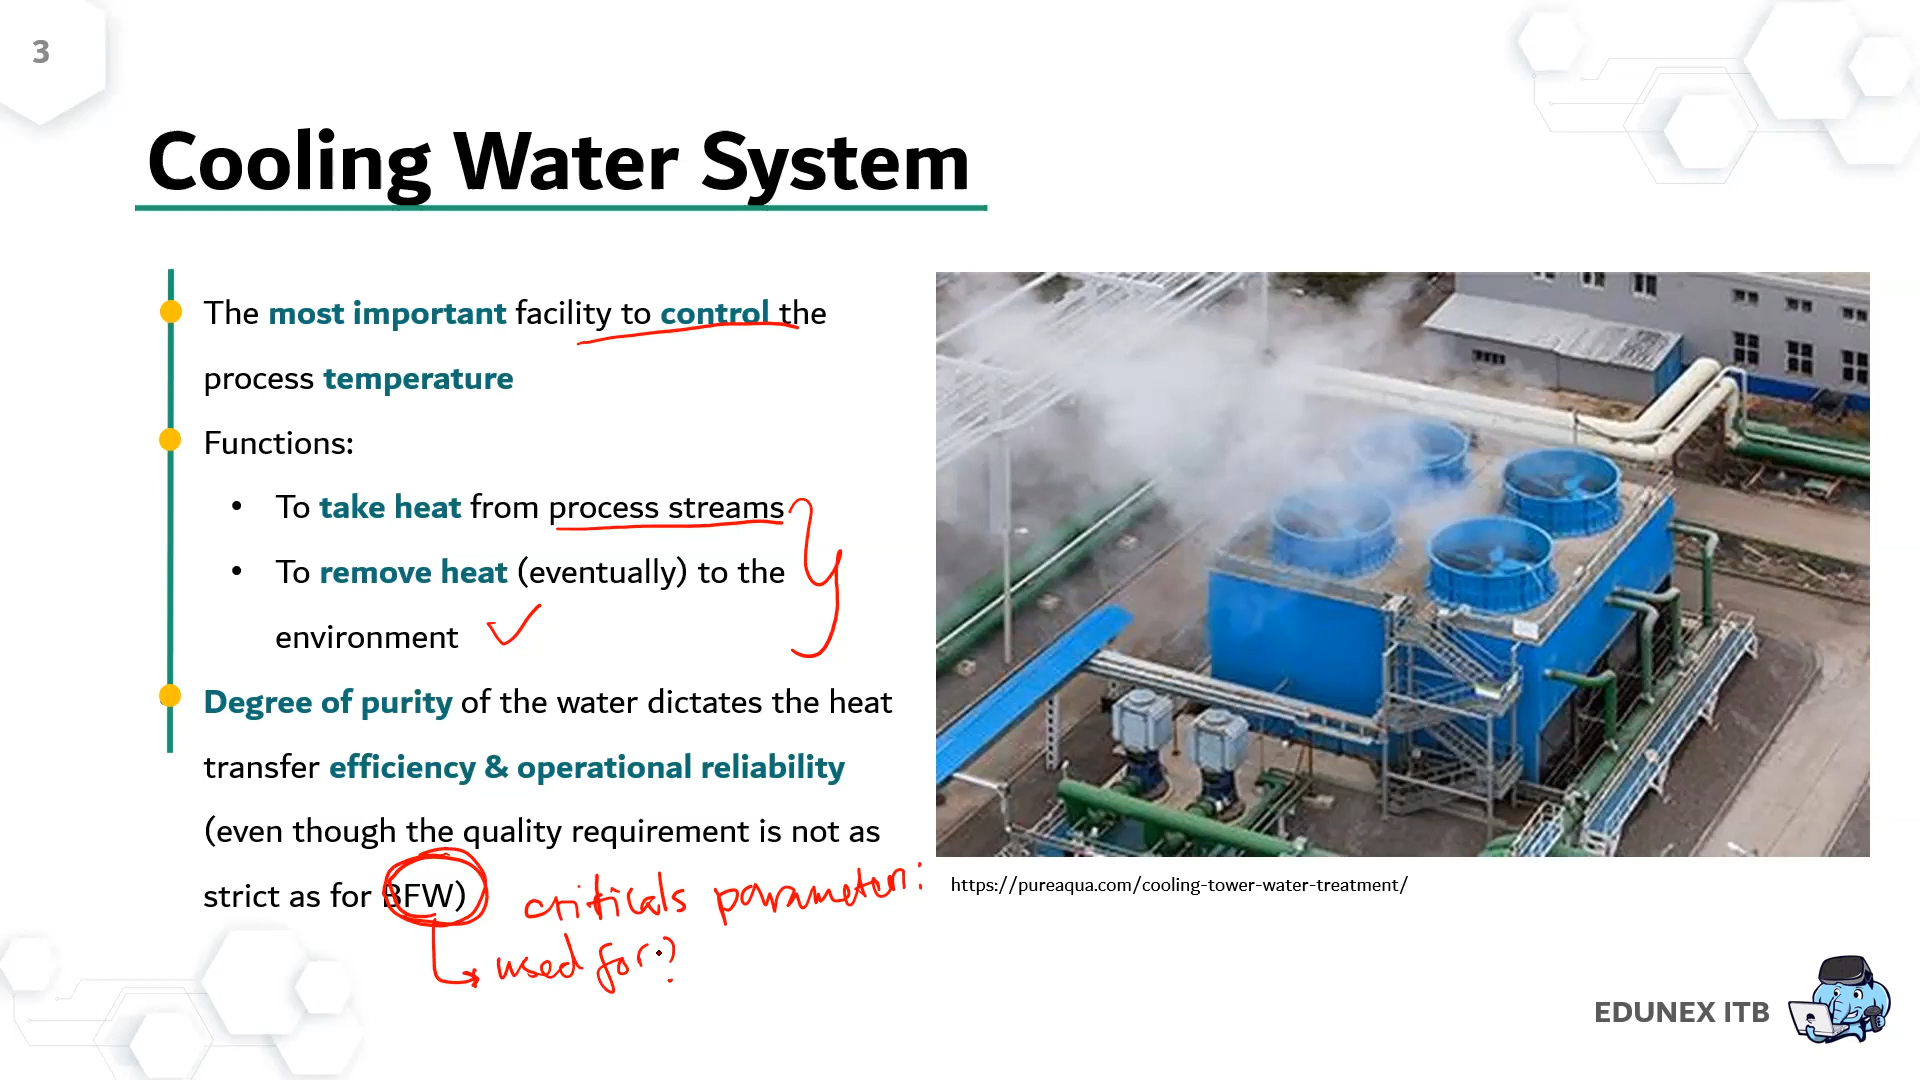 3
Cooling Water System
The most important facility to control the
process temperature
Functions:
• To take heat from process streams
• To remove heat (eventually) to the
environment
Degree of purity of the water dictates the heat
transfer efficiency & operational reliability
(even though the quality requirement is not as
strict as for BFW)
criticals parameter:
used for?
https://pureaqua.com/cooling-tower-water-treatment/
EDUNEX ITB